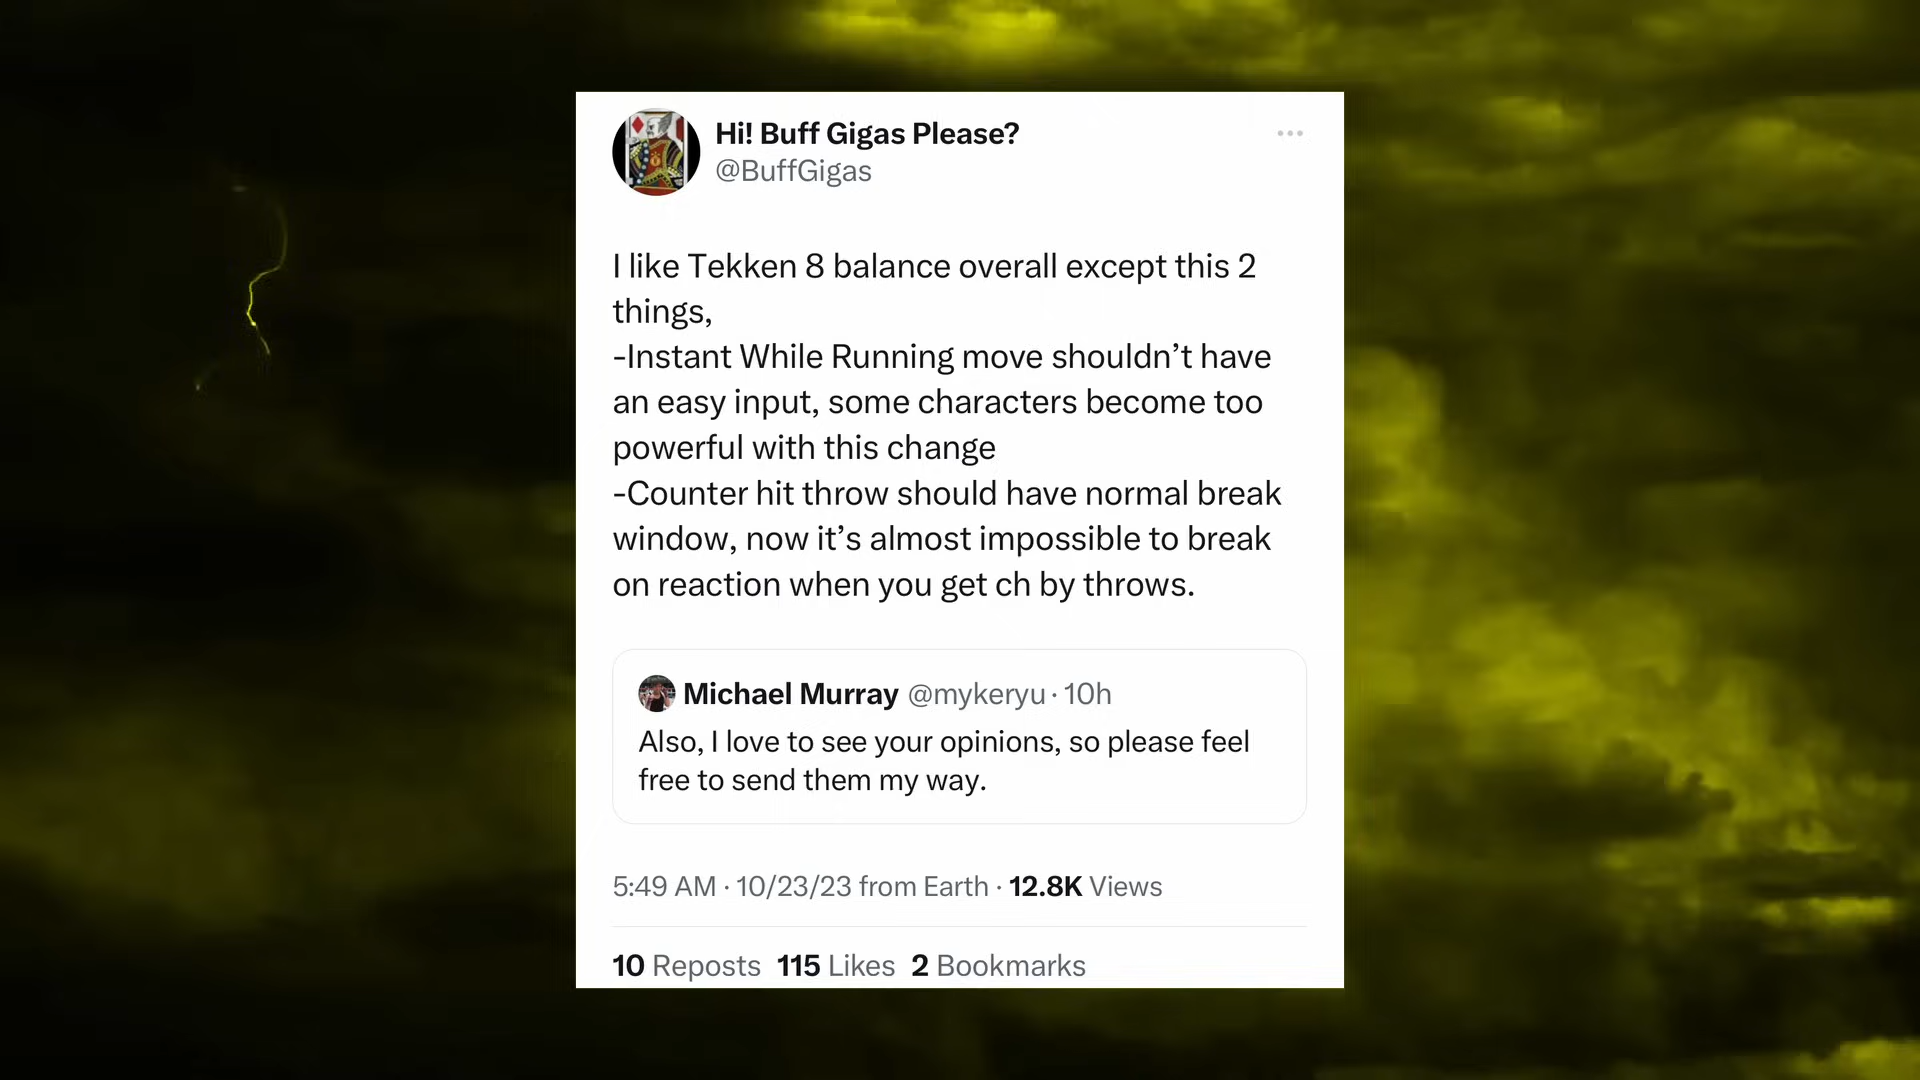 Hi! Buff Gigas Please?
@BuffGigas
I like Tekken 8 balance overall except this 2
things,
-Instant While Running move shouldn’t have
an easy input, some characters become too
powerful with this change
-Counter hit throw should have normal break
window, now it’s almost impossible to break
on reaction when you get ch by throws.
Michael Murray @mykeryu · 10h
Also, I love to see your opinions, so please feel
free to send them my way.
5:49 AM · 10/23/23 from Earth · 12.8K Views
10 Reposts 115 Likes 2 Bookmarks